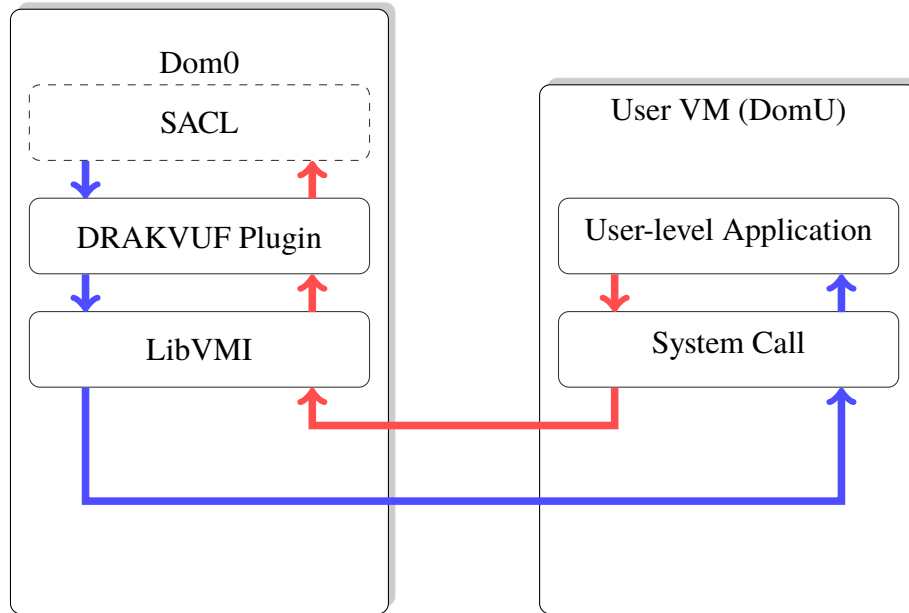 Dom0
SACL
DRAKVUF Plugin
LibVMI
User VM (DomU)
User-level Application
System Call